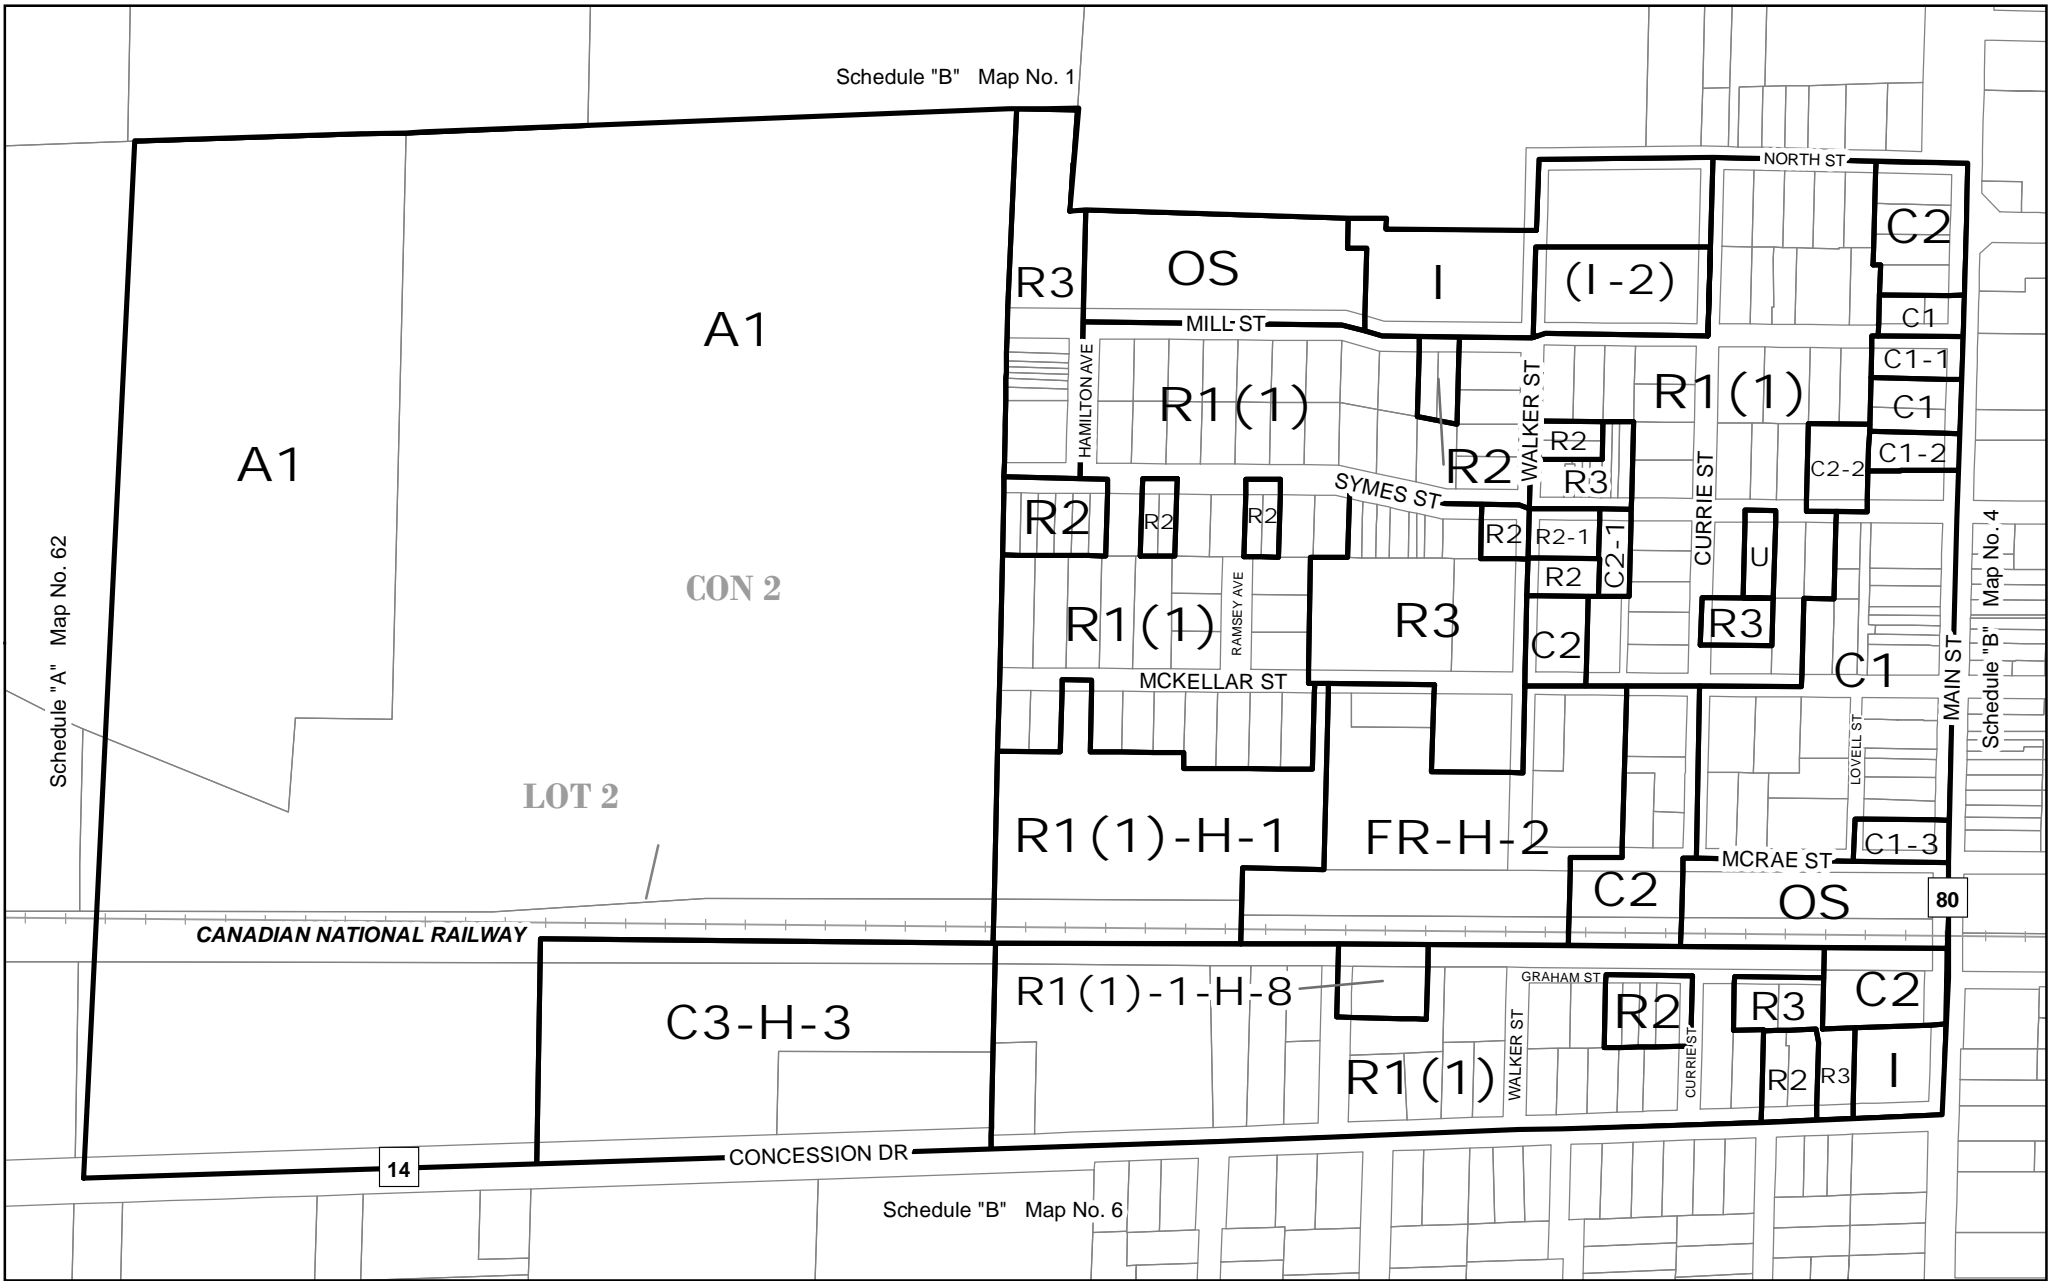 Schedule "B" Map No. 1
NORTH ST
C2
OS
I
(I-2)
R3
C1
MILL ST
A1
C1-1
HAMILTON AVE
R1(1)
WALKER ST
R1(1)
C1
R2
R2
C1-2
A1
R3
C2-2
SYMES ST
CURRIE ST
R2
R2
R2
R2
R2-1
C2-1
U
R2
Schedule "A" Map No. 62
CON 2
R1(1)
RAMSEY AVE
R3
C2
R3
C1
MAIN ST
Schedule "B" Map No. 4
MCKELLAR ST
LOVELL ST
LOT 2
R1(1)-H-1
FR-H-2
C1-3
MCRAE ST
C2
OS
80
CANADIAN NATIONAL RAILWAY
R1(1)-1-H-8
GRAHAM ST
C2
C3-H-3
R2
R3
WALKER ST
CURRIE ST
R1(1)
R2
R3
I
CONCESSION DR
14
Schedule "B" Map No. 6